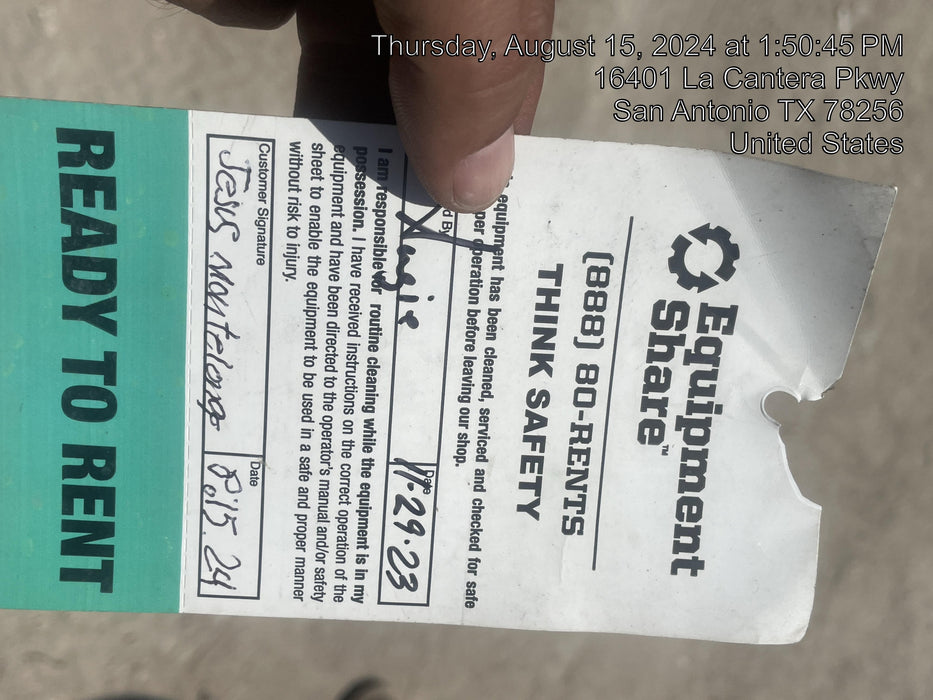 Thursday, August 15, 2024 at 1:50:45 PM
16401 La Cantera Pkwy
San Antonio TX 78256
United States
Equipment
Share™
(888) 80-RENTS
THINK SAFETY
equipment has been cleaned, serviced and checked for safe
operation before leaving our shop.
By
Date
11-29-23
I am responsible for routine cleaning while the equipment is in my
possession. I have received instructions on the correct operation of the
equipment and have been directed to the operator's manual and/or safety
sheet to enable the equipment to be used in a safe and proper manner
without risk to injury.
Customer Signature
Date
Jesus Montelongo
8.15.24
READY TO RENT